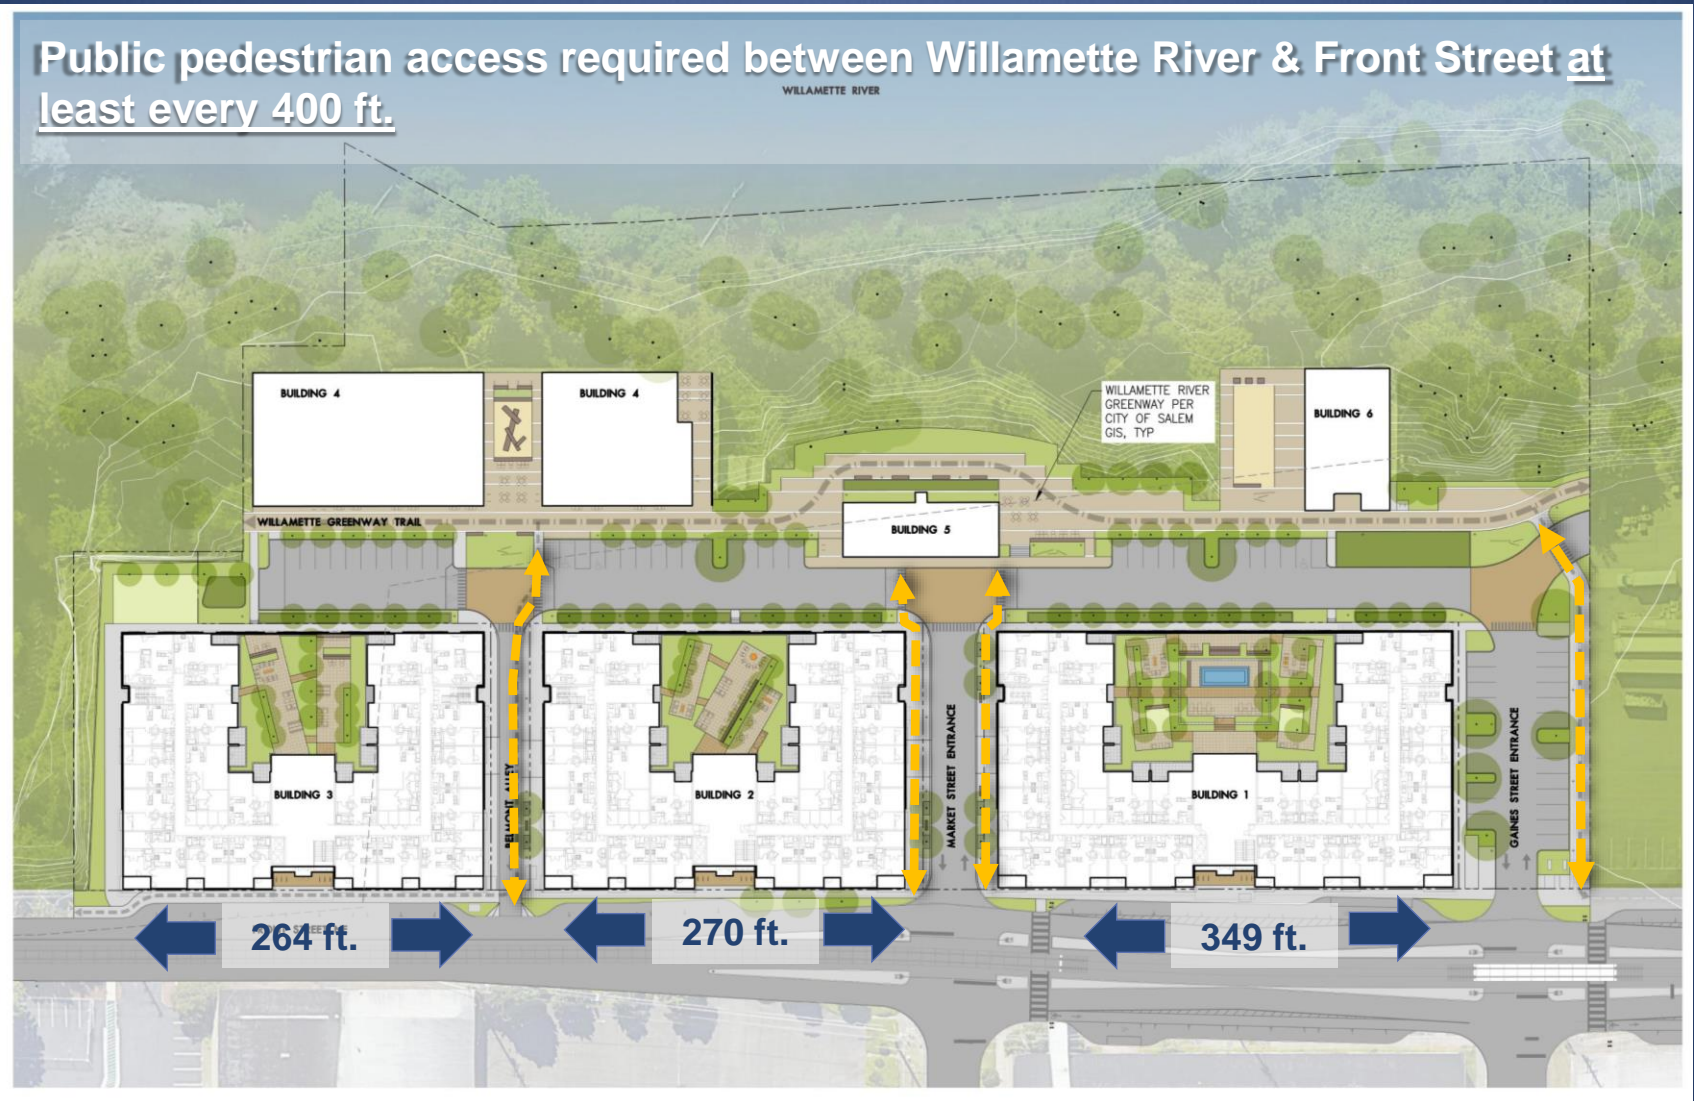 Public pedestrian access required between Willamette River & Front Street at
least every 400 ft.
WILLAMETTE RIVER
BUILDING 4
BUILDING 4
WILLAMETTE RIVER
GREENWAY PER
CITY OF SALEM
GIS, TYP
BUILDING 6
WILLAMETTE GREENWAY TRAIL
BUILDING 5
BUILDING 3
BELMONT ALLEY
BUILDING 2
MARKET STREET ENTRANCE
BUILDING 1
GAINES STREET ENTRANCE
264 ft.
270 ft.
349 ft.